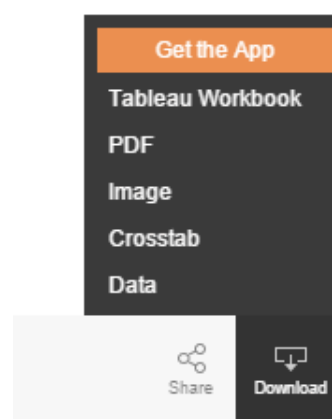 Get the App
Tableau Workbook
PDF
Image
Crosstab
Data
Share
Download